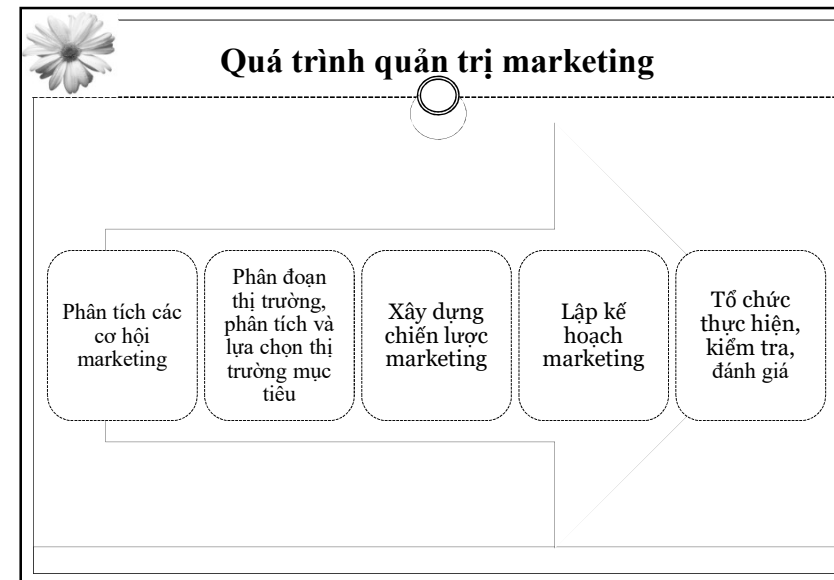 Quá trình quản trị marketing
Phân tích các
cơ hội
marketing
Phân đoạn
thị trường,
phân tích và
lựa chọn thị
trường mục
tiêu
Xây dựng
chiến lược
marketing
Lập kế
hoạch
marketing
Tổ chức
thực hiện,
kiểm tra,
đánh giá